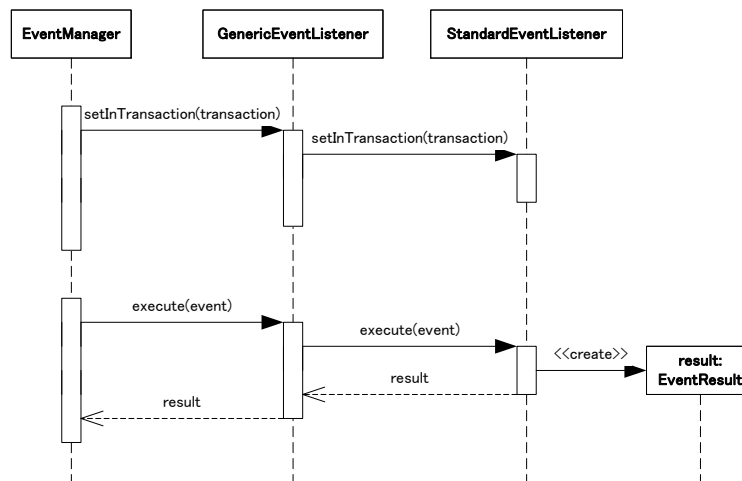 EventManager
GenericEventListener
StandardEventListener
setInTransaction(transaction)
setInTransaction(transaction)
execute(event)
execute(event)
<<create>>
result:
EventResult
result
result